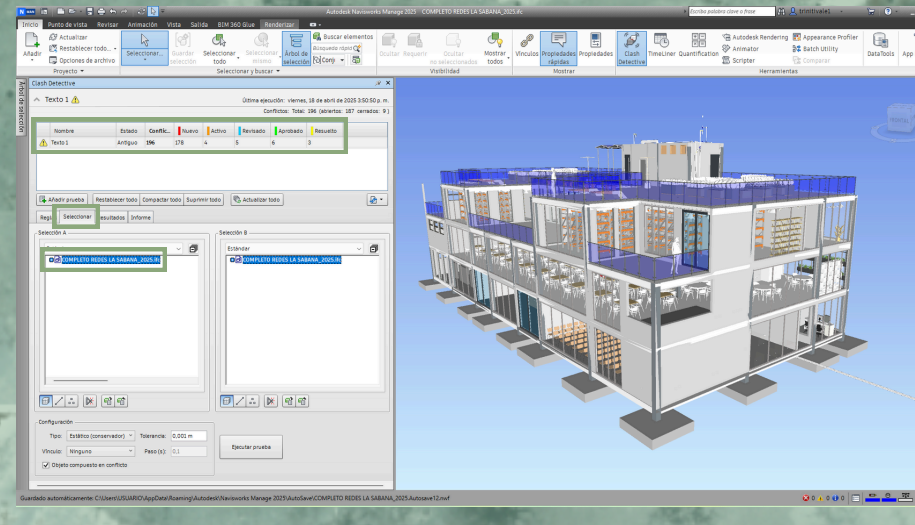 Autodesk Navisworks Manage 2025 COMPLETO REDES LA SABANA_2025.ifc
Escriba palabra clave o frase
Inicio Punto de vista Revisar Animación Vista Salida BIM 360 Glue Renderizar
Añadir
Actualizar
Restablecer todo...
Opciones de archivo
Proyecto
Seleccionar...
Guardar selección
Seleccionar todo
Seleccionar mismo
Árbol de selección
Buscar elementos
Búsqueda rápida
Conj
Seleccionar y buscar
Ocultar Requerir
Ocultar no seleccionados
Mostrar todos
Visibilidad
Vínculos
Propiedades rápidas
Propiedades
Mostrar
Clash Detective
TimeLiner
Quantification
Autodesk Rendering
Animator
Scripter
Appearance Profiler
Batch Utility
Comparar
Herramientas
DataTools
App
Árbol de selección
Clash Detective
Texto 1
Última ejecución: viernes, 18 de abril de 2025 3:50:50 p. m.
Conflictos: Total: 196 (abiertos: 187 cerrados: 9)
Nombre Estado Conflic... Nuevo Activo Revisado Aprobado Resuelto
Texto 1 Antiguo 196 178 4 5 6 3
Añadir prueba Restablecer todo Compactar todo Suprimir todo Actualizar todo
Seleccionar Resultados Informe
Selección A
COMPLETO REDES LA SABANA_2025.ifc
Selección B
Estándar
COMPLETO REDES LA SABANA_2025.ifc
Configuración
Tipo: Estático (conservador) Tolerancia: 0,001 m
Vínculo: Ninguno Paso (s): 0,1
Objeto compuesto en conflicto
Ejecutar prueba
Guardado automáticamente: C:\Users\USUARIO\AppData\Roaming\Autodesk\Navisworks Manage 2025\AutoSave\COMPLETO REDES LA SABANA_2025.Autosave12.nwf
0 0 0